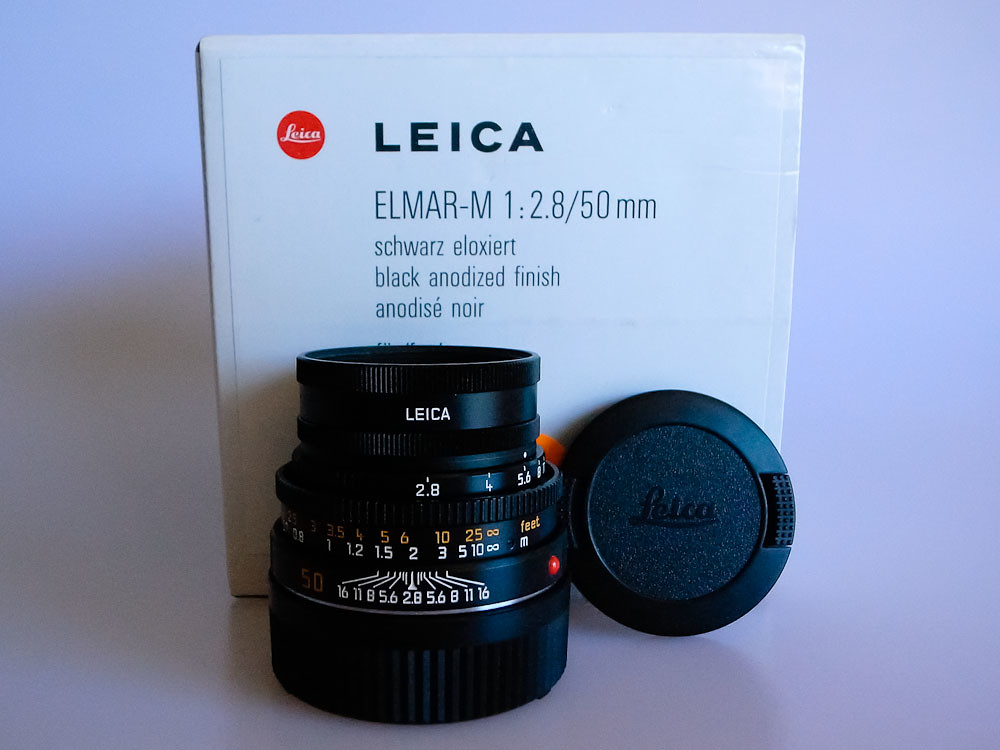 Leica
LEICA
ELMAR-M 1:2.8/50 mm
schwarz eloxiert
black anodized finish
anodisé noir
LEICA
2.8 4 5.6 8
3 3.5 4 5 6 10 25 ∞ feet
0.8 1 1.2 1.5 2 3 5 10 ∞ m
50
16 11 8 5.6 2.8 5.6 8 11 16
Leica